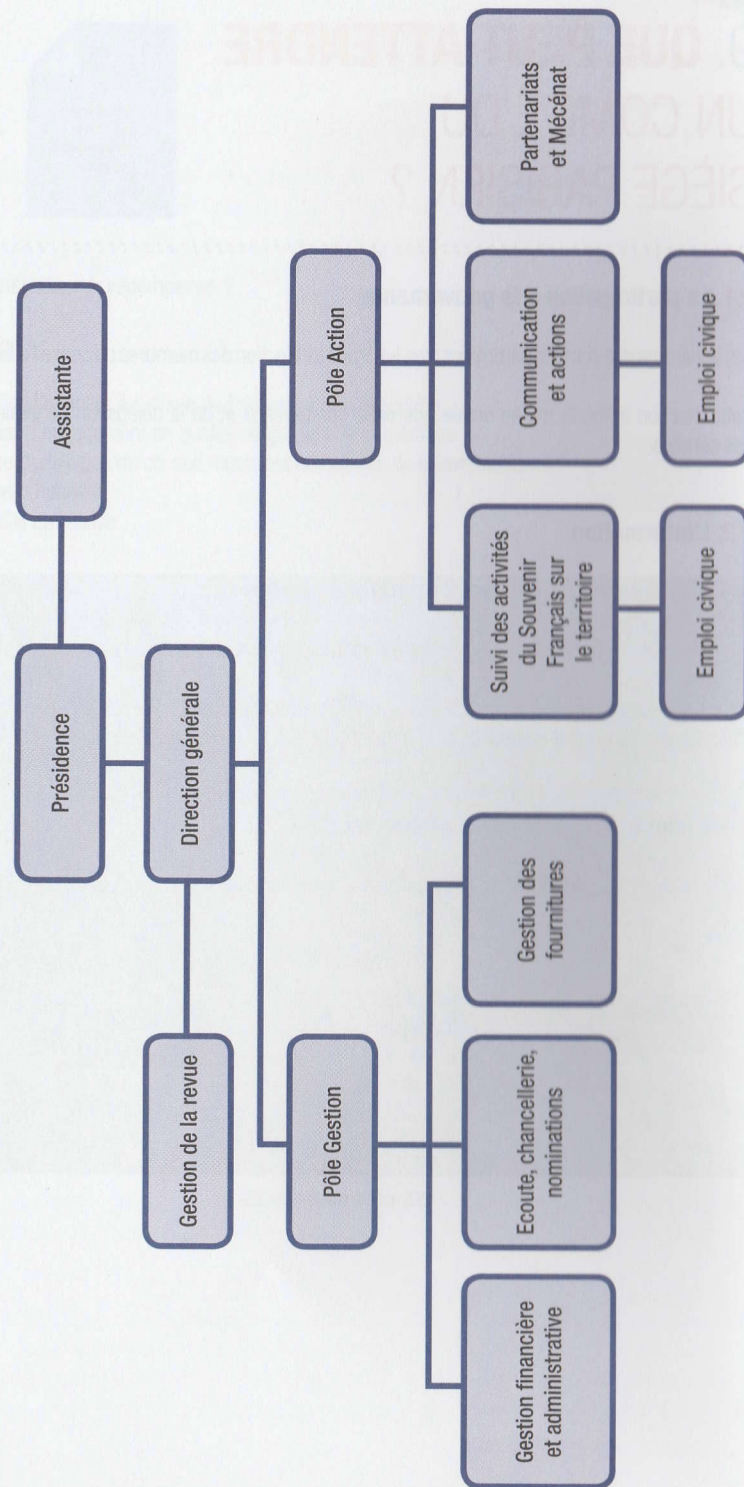 Présidence
Assistante
Gestion de la revue
Direction générale
Pôle Gestion
Pôle Action
Gestion financière
et administrative
Ecoute, chancellerie,
nominations
Gestion des
fournitures
Suivi des activités
du Souvenir
Français sur
le territoire
Communication
et actions
Partenariats
et Mécénat
Emploi civique
Emploi civique